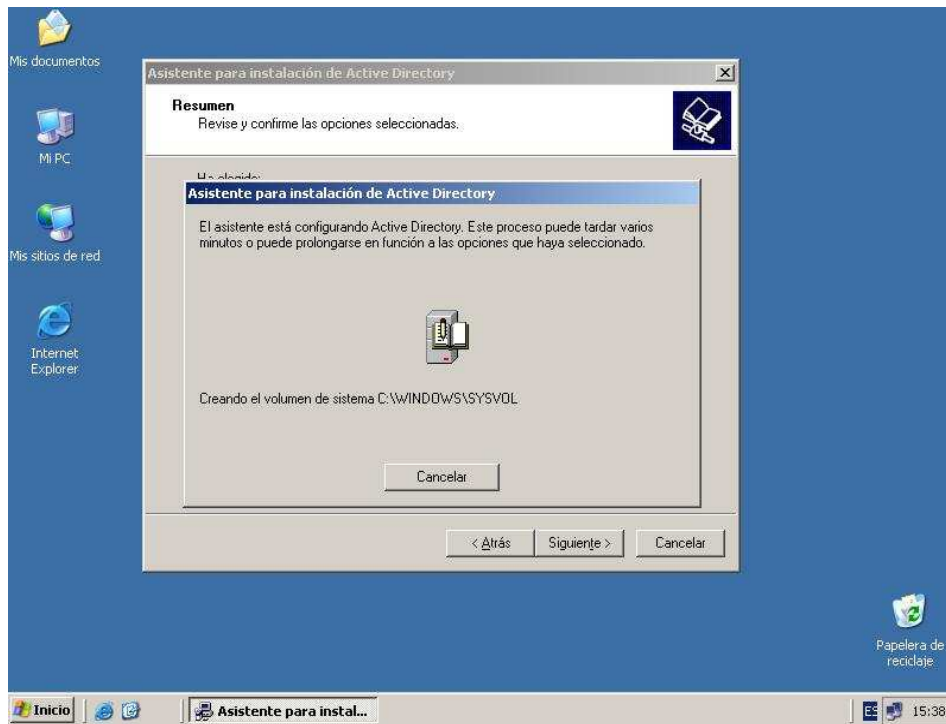 Mis documentos
Mi PC
Mis sitios de red
Internet
Explorer
Asistente para instalación de Active Directory
Resumen
Revise y confirme las opciones seleccionadas.
Ha elegido:
Asistente para instalación de Active Directory
El asistente está configurando Active Directory. Este proceso puede tardar varios
minutos o puede prolongarse en función a las opciones que haya seleccionado.
Creando el volumen de sistema C:\WINDOWS\SYSVOL
Cancelar
< Atrás
Siguiente >
Cancelar
Papelera de
reciclaje
Inicio
Asistente para instal...
ES
15:38